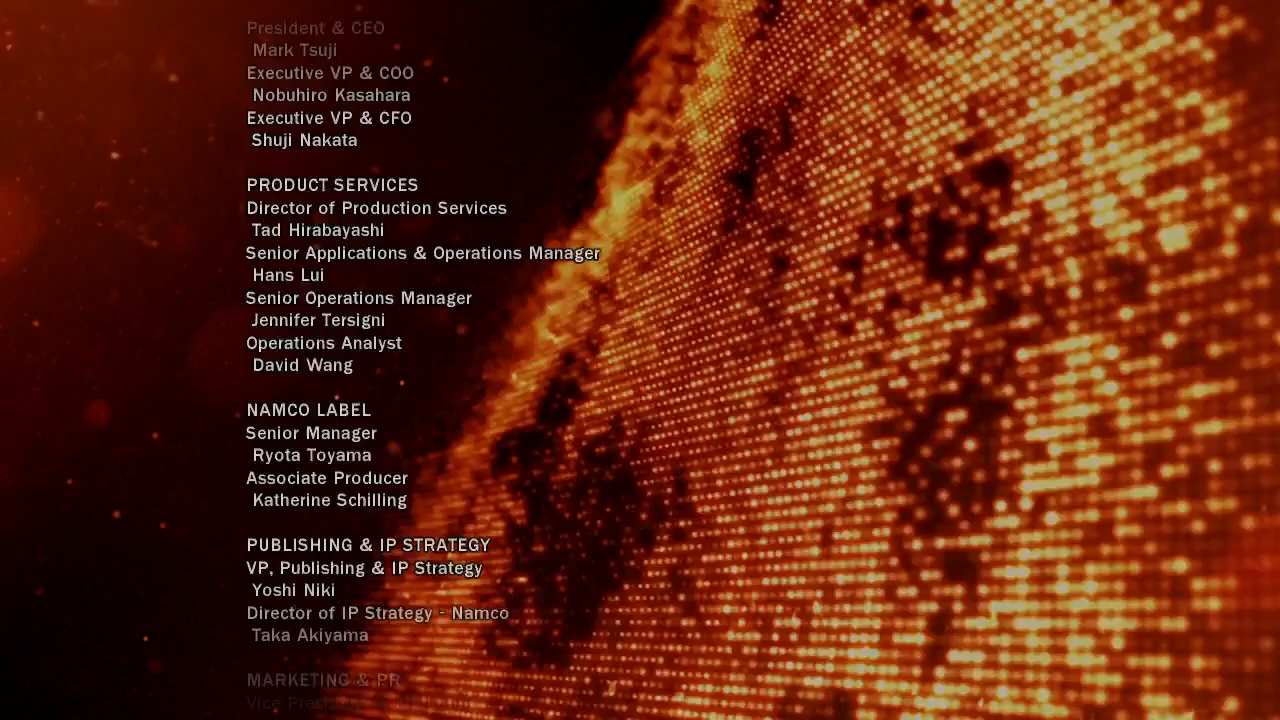 President & CEO
Mark Tsuji
Executive VP & COO
Nobuhiro Kasahara
Executive VP & CFO
Shuji Nakata
PRODUCT SERVICES
Director of Production Services
Tad Hirabayashi
Senior Applications & Operations Manager
Hans Lui
Senior Operations Manager
Jennifer Tersigni
Operations Analyst
David Wang
NAMCO LABEL
Senior Manager
Ryota Toyama
Associate Producer
Katherine Schilling
PUBLISHING & IP STRATEGY
VP, Publishing & IP Strategy
Yoshi Niki
Director of IP Strategy - Namco
Taka Akiyama
MARKETING & PR
Vice